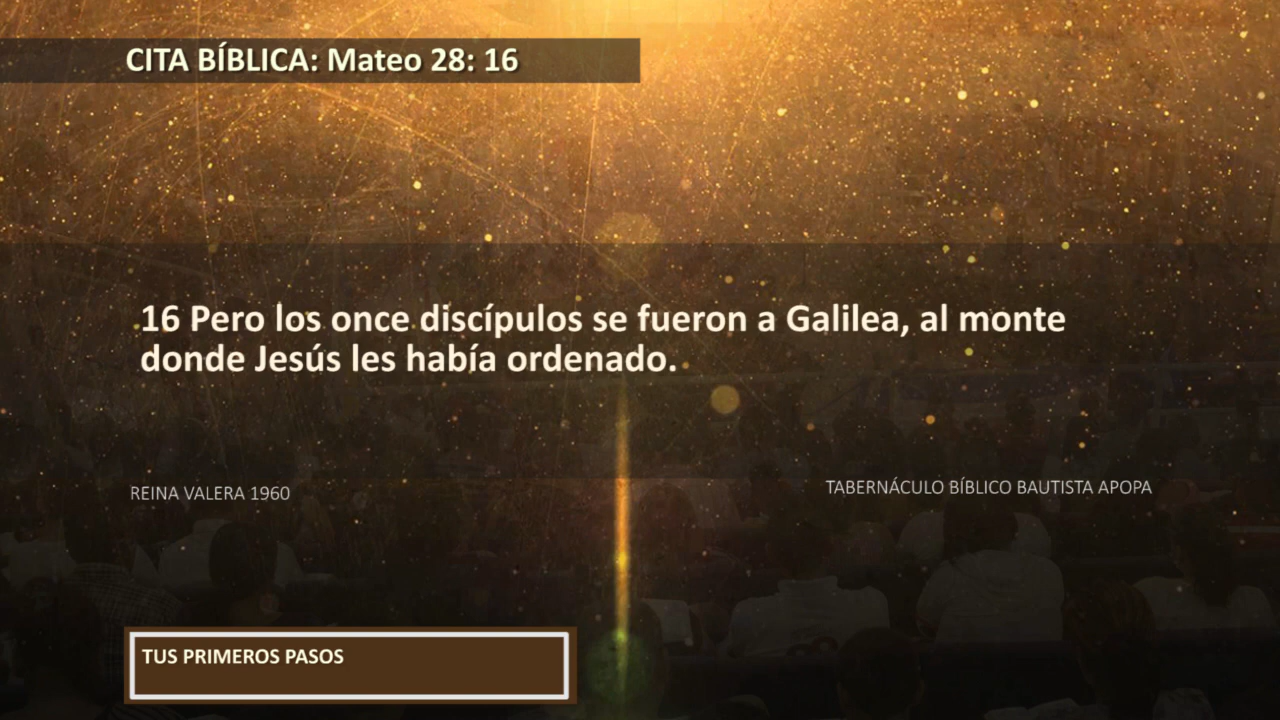 CITA BÍBLICA: Mateo 28: 16
16 Pero los once discípulos se fueron a Galilea, al monte
donde Jesús les había ordenado.
REINA VALERA 1960
TABERNÁCULO BÍBLICO BAUTISTA APOPA
TUS PRIMEROS PASOS